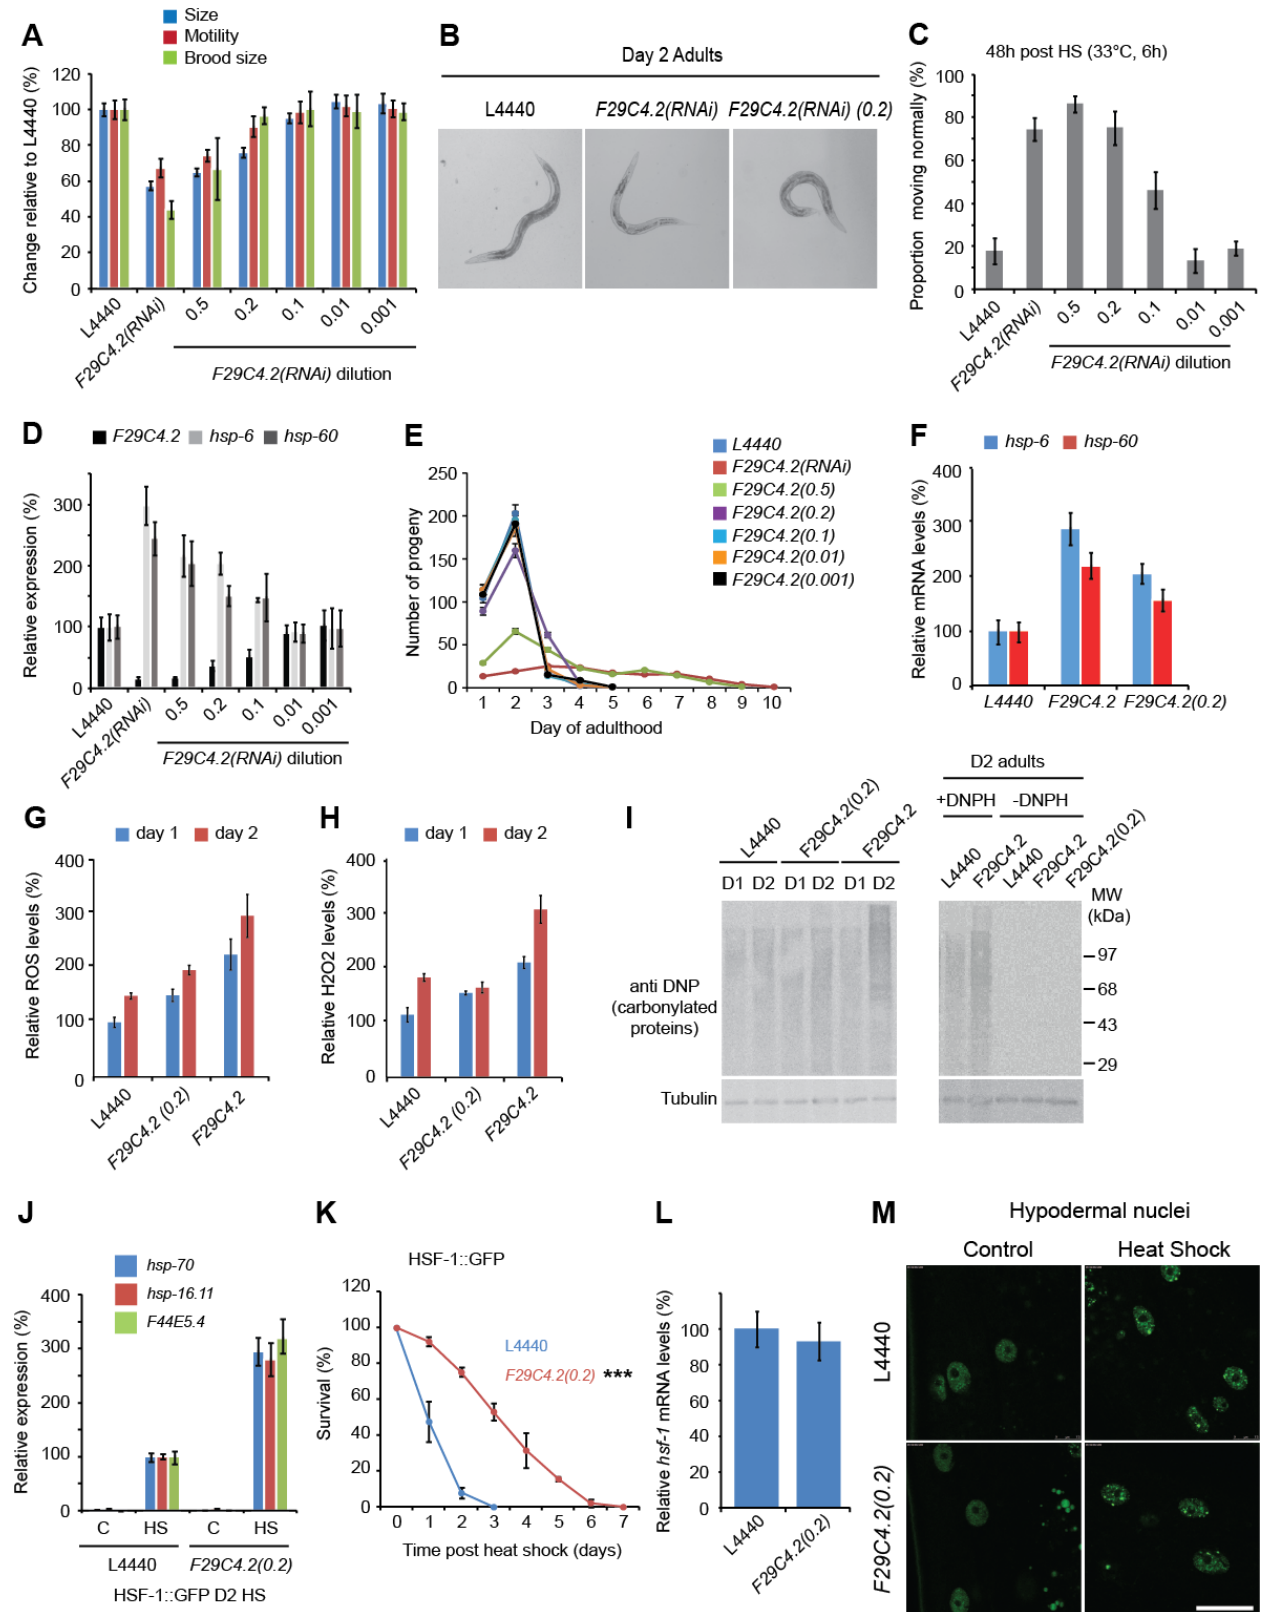 A
Size
Motility
Brood size
Change relative to L4440 (%)
120
100
80
60
40
20
0
L4440
F29C4.2(RNAi)
0.5
0.2
0.1
0.01
0.001
F29C4.2(RNAi) dilution
B
Day 2 Adults
L4440
F29C4.2(RNAi)
F29C4.2(RNAi) (0.2)
C
48h post HS (33°C, 6h)
Proportion moving normally (%)
100
80
60
40
20
0
L4440
F29C4.2(RNAi)
0.5
0.2
0.1
0.01
0.001
F29C4.2(RNAi) dilution
D
F29C4.2
hsp-6
hsp-60
Relative expression (%)
300
200
100
0
L4440
F29C4.2(RNAi)
0.5
0.2
0.1
0.01
0.001
F29C4.2(RNAi) dilution
E
L4440
F29C4.2(RNAi)
F29C4.2(0.5)
F29C4.2(0.2)
F29C4.2(0.1)
F29C4.2(0.01)
F29C4.2(0.001)
Number of progeny
250
200
150
100
50
0
1 2 3 4 5 6 7 8 9 10
Day of adulthood
F
hsp-6
hsp-60
Relative mRNA levels (%)
400
300
200
100
0
L4440
F29C4.2
F29C4.2(0.2)
G
day 1
day 2
Relative ROS levels (%)
400
300
200
100
0
L4440
F29C4.2 (0.2)
F29C4.2
H
day 1
day 2
Relative H2O2 levels (%)
400
300
200
100
0
L4440
F29C4.2 (0.2)
F29C4.2
I
L4440
F29C4.2(0.2)
F29C4.2
D1 D2 D1 D2 D1 D2
anti DNP
(carbonylated
proteins)
Tubulin
D2 adults
+DNPH -DNPH
L4440
F29C4.2
L4440
F29C4.2
F29C4.2(0.2)
MW
(kDa)
97
68
43
29
J
hsp-70
hsp-16.11
F44E5.4
Relative expression (%)
400
300
200
100
0
C HS C HS
L4440 F29C4.2(0.2)
HSF-1::GFP D2 HS
K
HSF-1::GFP
L4440
F29C4.2(0.2) ***
Survival (%)
120
100
80
60
40
20
0
0 1 2 3 4 5 6 7
Time post heat shock (days)
L
Relative hsf-1 mRNA levels (%)
100
80
60
40
20
0
L4440
F29C4.2(0.2)
M
Hypodermal nuclei
Control Heat Shock
L4440
F29C4.2(0.2)